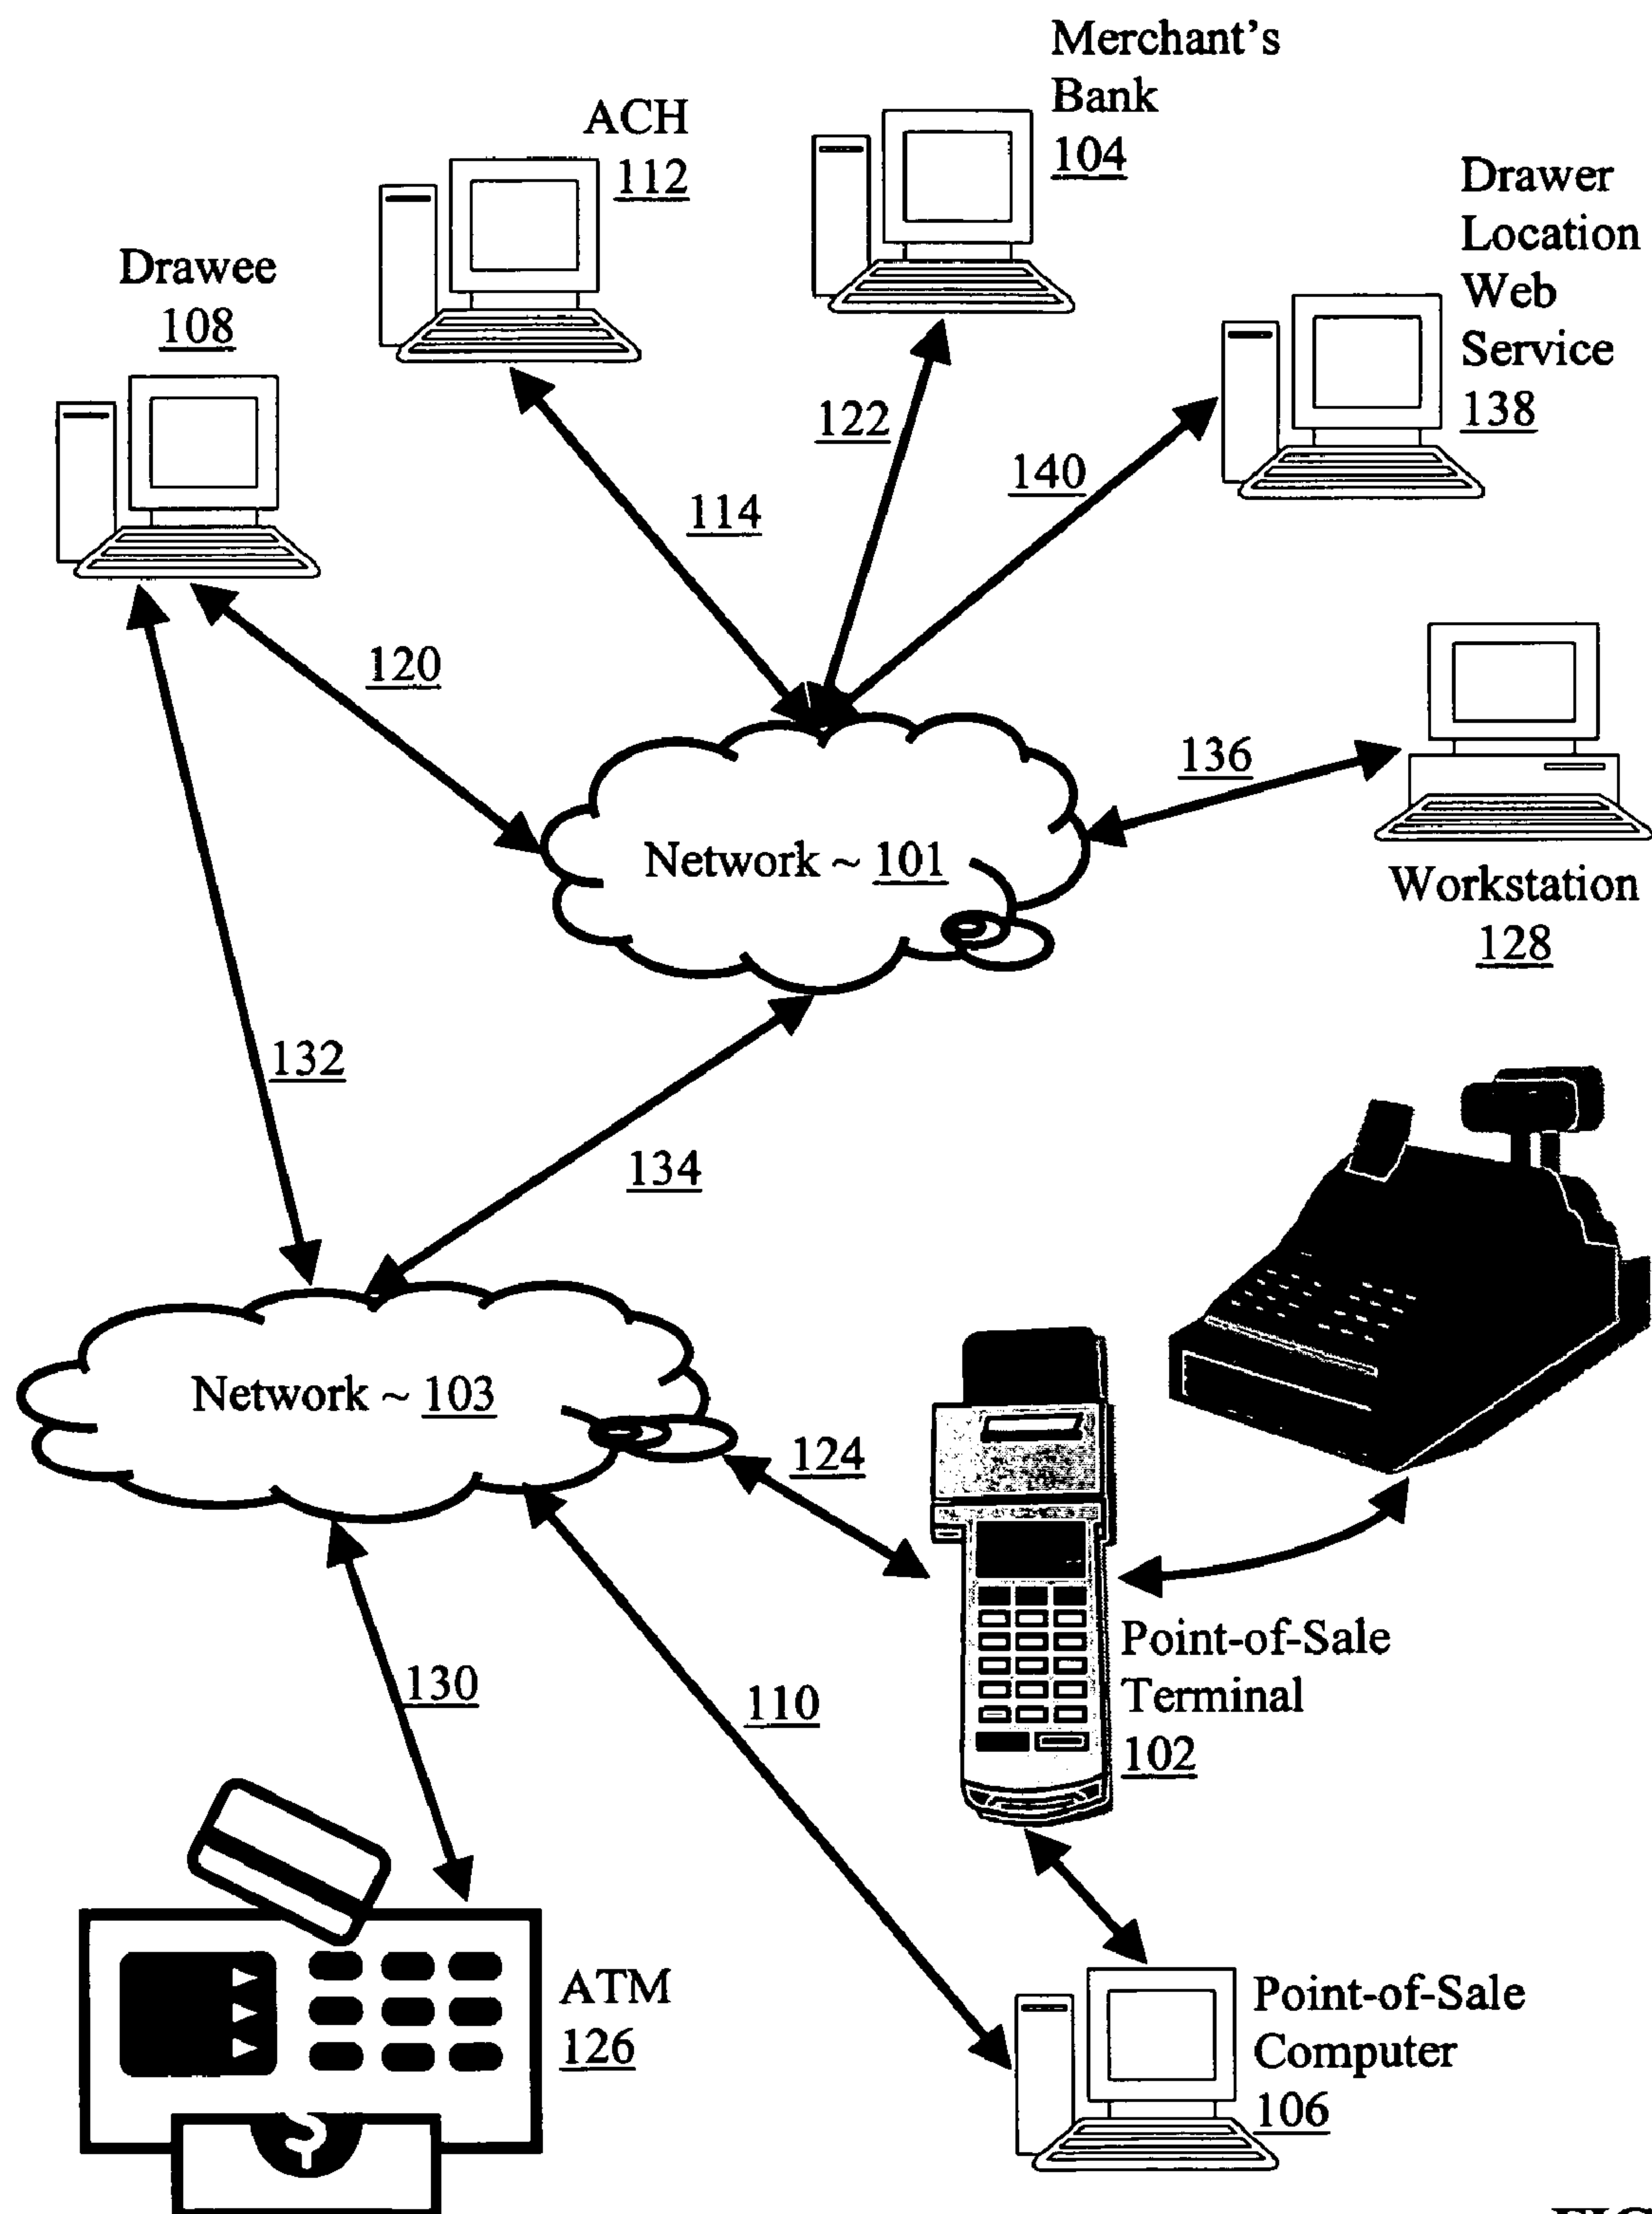 Merchant's
Bank
104
ACH
112
Drawer
Location
Web
Service
138
Drawee
108
122
140
114
120
136
Network ~ 101
Workstation
128
132
134
Network ~ 103
124
Point-of-Sale
Terminal
102
130
110
ATM
126
Point-of-Sale
Computer
106